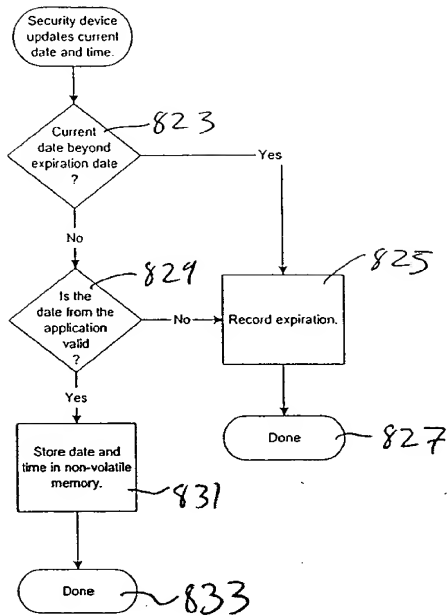 Security device
updates current
date and time.
823
Current
date beyond
expiration date
?
Yes
No
829
Is the
date from the
application
valid
?
No
825
Record expiration.
Yes
Done
827
Store date and
time in non-volatile
memory.
831
Done
833